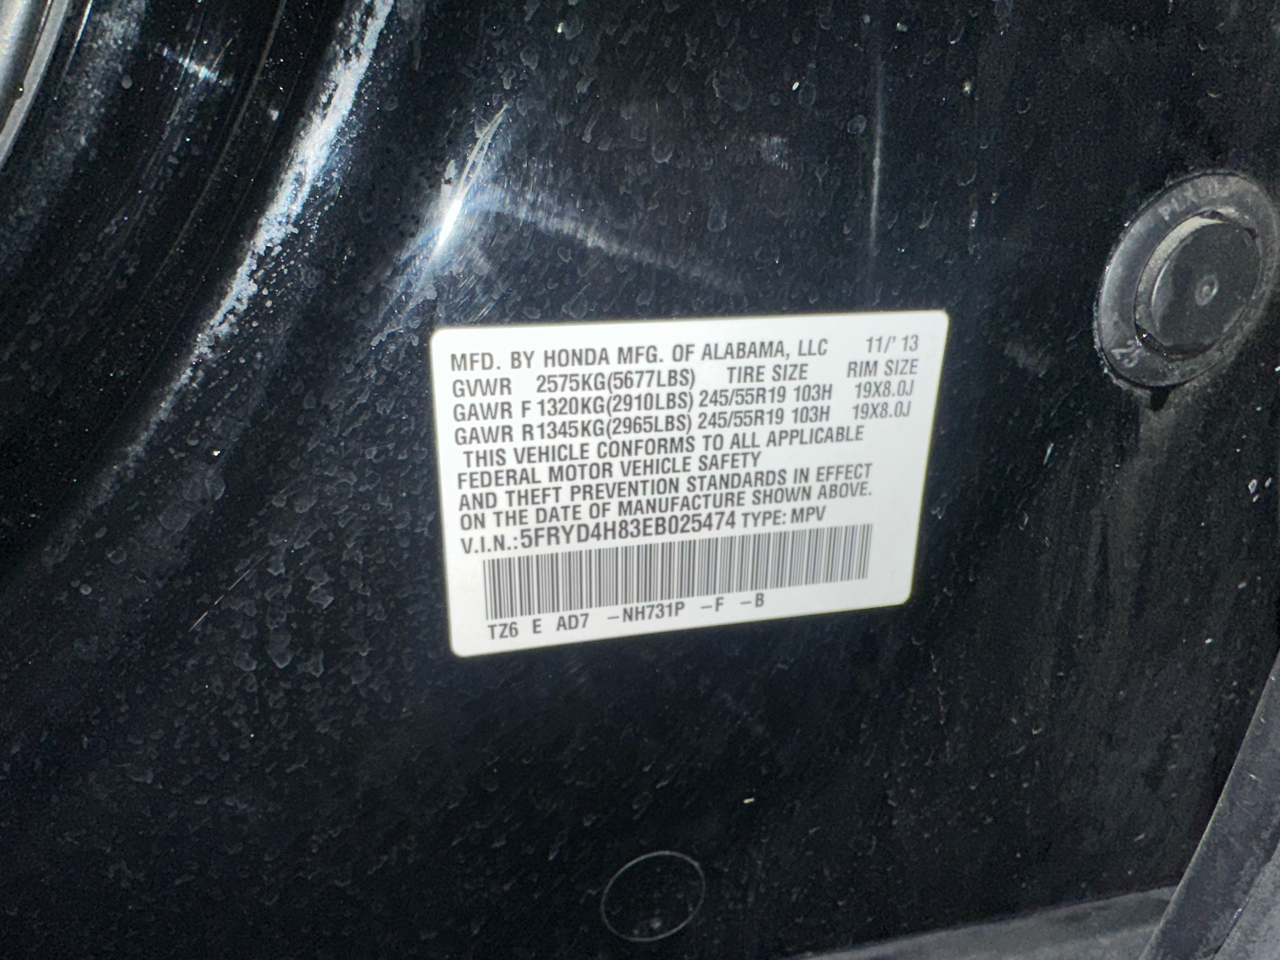 MFD. BY HONDA MFG. OF ALABAMA, LLC 11/' 13
GVWR 2575KG(5677LBS) TIRE SIZE RIM SIZE
GAWR F 1320KG(2910LBS) 245/55R19 103H 19X8.0J
GAWR R1345KG(2965LBS) 245/55R19 103H 19X8.0J
THIS VEHICLE CONFORMS TO ALL APPLICABLE
FEDERAL MOTOR VEHICLE SAFETY
AND THEFT PREVENTION STANDARDS IN EFFECT
ON THE DATE OF MANUFACTURE SHOWN ABOVE.
V.I.N.:5FRYD4H83EB025474 TYPE: MPV
TZ6 E AD7 -NH731P -F -B